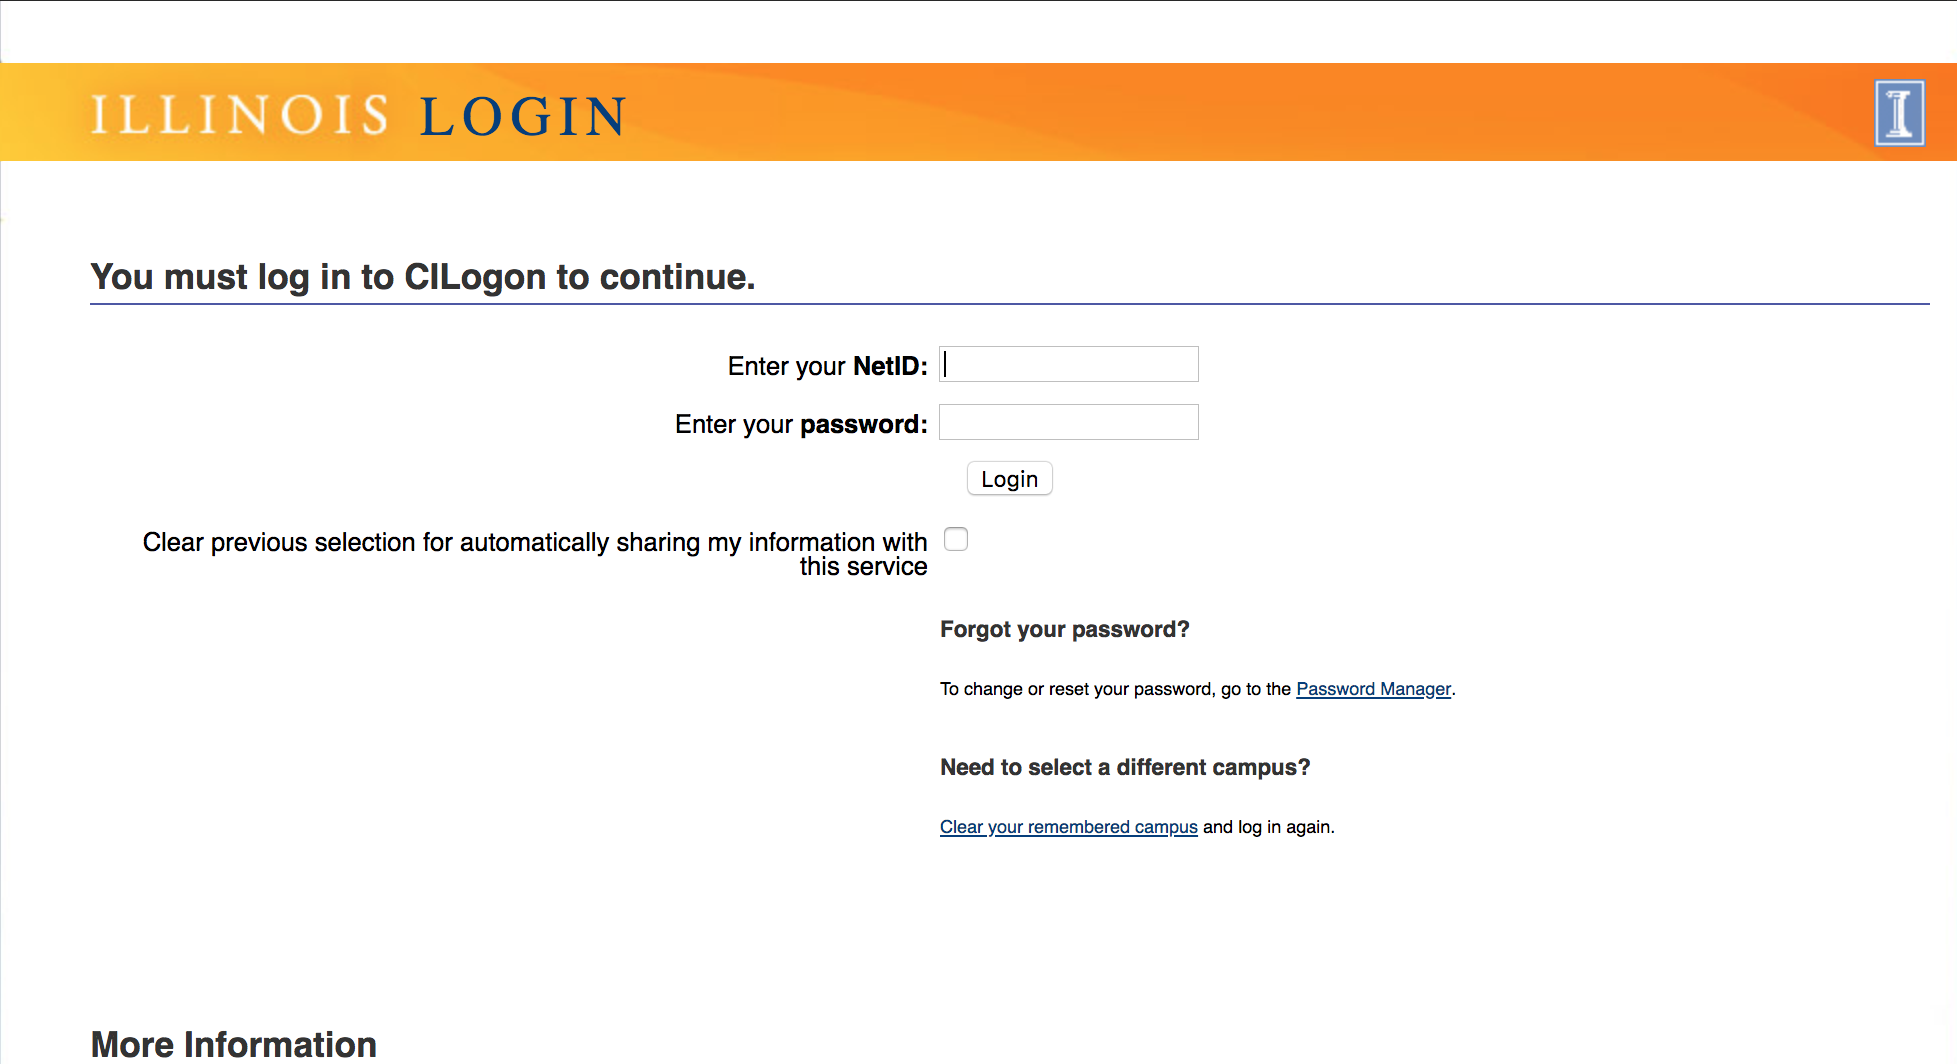 ILLINOIS LOGIN
I
You must log in to CILogon to continue.
Enter your NetID:
Enter your password:
Login
Clear previous selection for automatically sharing my information with
this service
Forgot your password?
To change or reset your password, go to the Password Manager.
Need to select a different campus?
Clear your remembered campus and log in again.
More Information